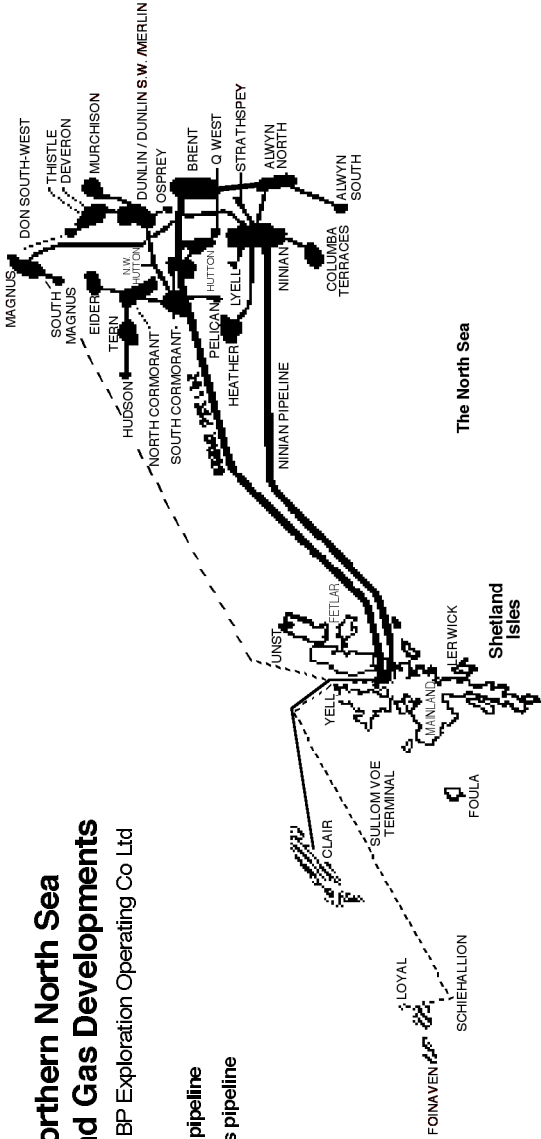 orthern North Sea
nd Gas Developments
BP Exploration Operating Co Ltd
pipeline
s pipeline
FOINAVEN
LOYAL
SCHIEHALLION
CLAIR
SULLOM VOE
TERMINAL
FOULA
UNST
YELL
FETLAR
MAINLAND
LERWICK
Shetland
Isles
The North Sea
NINIAN PIPELINE
MAGNUS
SOUTH
MAGNUS
DON SOUTH-WEST
THISTLE
DEVERON
MURCHISON
DUNLIN / DUNLIN S.W. /MERLIN
OSPREY
BRENT
Q WEST
STRATHSPEY
ALWYN
NORTH
ALWYN
SOUTH
EIDER
TERN
HUDSON
N.W.
HUTTON
NORTH CORMORANT
SOUTH CORMORANT
HUTTON
PELICAN
LYELL
HEATHER
NINIAN
COLUMBA
TERRACES